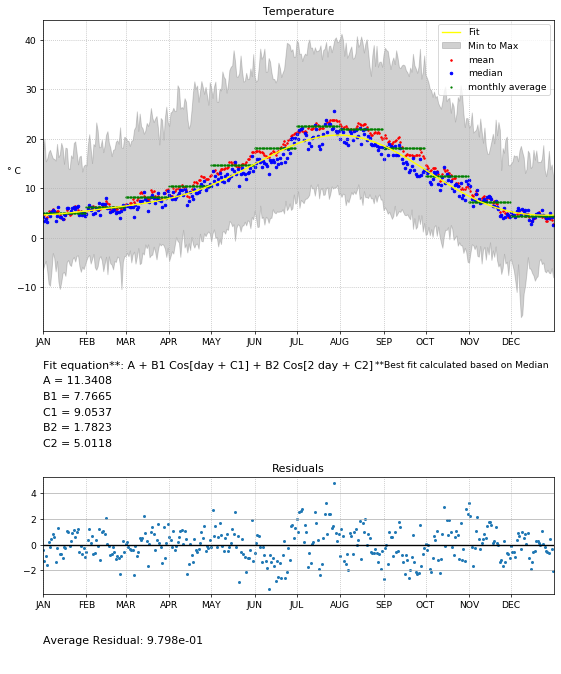 Temperature
Fit
Min to Max
mean
median
monthly average
° C
40
30
20
10
0
−10
JAN FEB MAR APR MAY JUN JUL AUG SEP OCT NOV DEC
Fit equation**: A + B1 Cos[day + C1] + B2 Cos[2 day + C2] **Best fit calculated based on Median
A = 11.3408
B1 = 7.7665
C1 = 9.0537
B2 = 1.7823
C2 = 5.0118
Residuals
4
2
0
−2
JAN FEB MAR APR MAY JUN JUL AUG SEP OCT NOV DEC
Average Residual: 9.798e-01